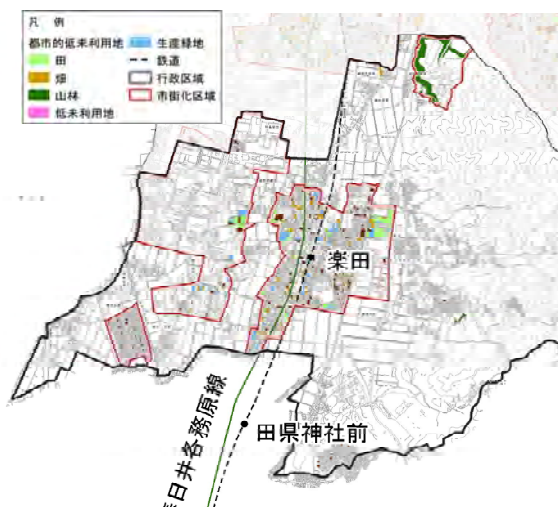 凡 例
都市的低未利用地
田
畑
山林
低未利用地
生産緑地
鉄道
行政区域
市街化区域
楽田
田県神社前
春日井各務原線